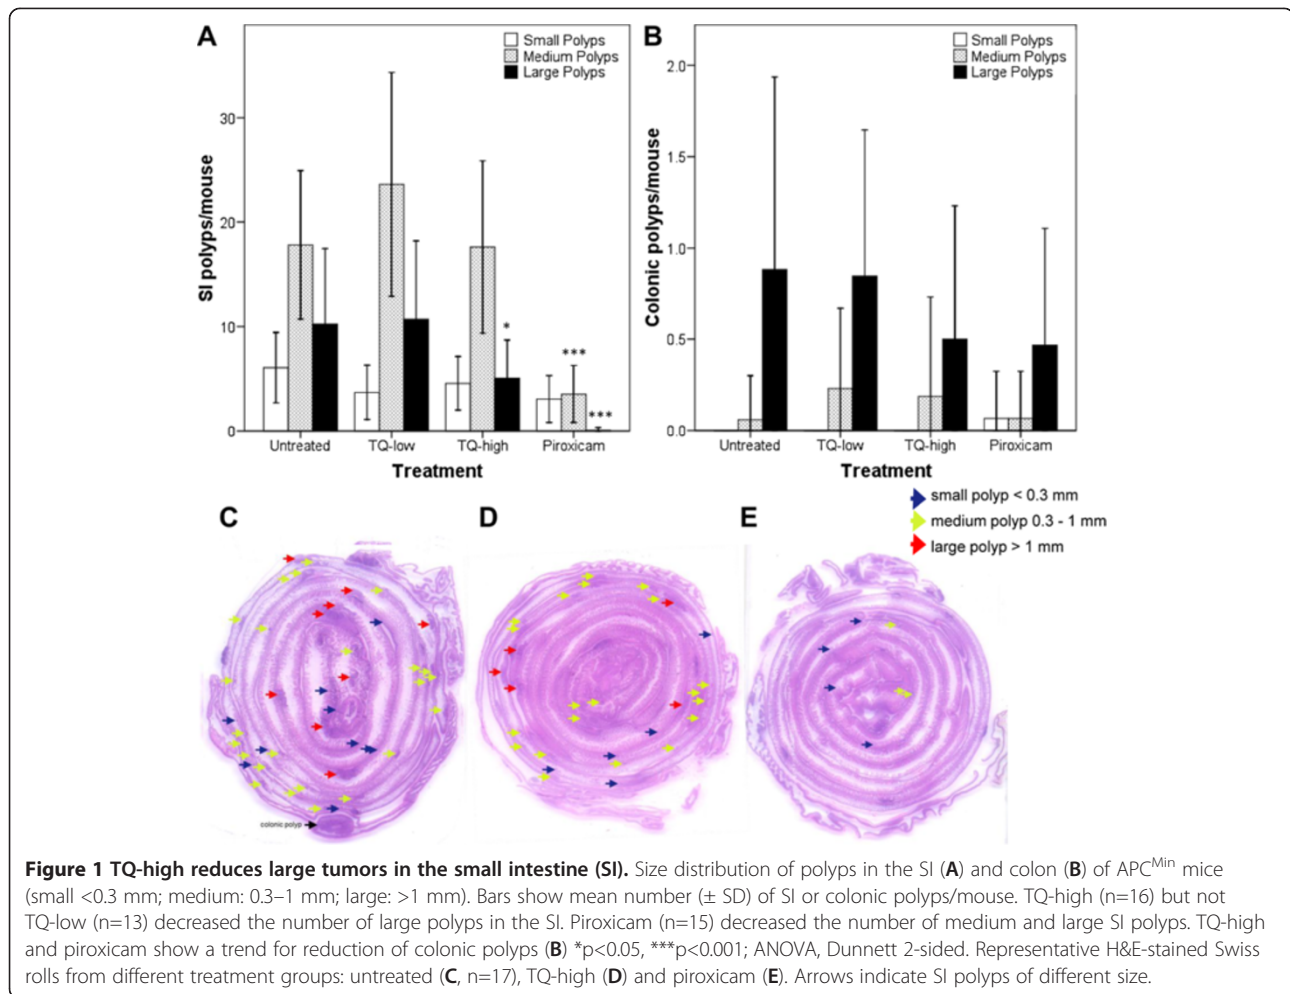 A
Small Polyps
Medium Polyps
Large Polyps
SI polyps/mouse
30
20
10
0
*
***
***
Untreated TQ-low TQ-high Piroxicam
Treatment
B
Small Polyps
Medium Polyps
Large Polyps
Colonic polyps/mouse
2.0
1.5
1.0
0.5
0.0
Untreated TQ-low TQ-high Piroxicam
Treatment
small polyp < 0.3 mm
medium polyp 0.3 - 1 mm
large polyp > 1 mm
C
D
E
colonic polyp
Figure 1 TQ-high reduces large tumors in the small intestine (SI). Size distribution of polyps in the SI (A) and colon (B) of APCMin mice
(small <0.3 mm; medium: 0.3–1 mm; large: >1 mm). Bars show mean number (± SD) of SI or colonic polyps/mouse. TQ-high (n=16) but not
TQ-low (n=13) decreased the number of large polyps in the SI. Piroxicam (n=15) decreased the number of medium and large SI polyps. TQ-high
and piroxicam show a trend for reduction of colonic polyps (B) *p<0.05, ***p<0.001; ANOVA, Dunnett 2-sided. Representative H&E-stained Swiss
rolls from different treatment groups: untreated (C, n=17), TQ-high (D) and piroxicam (E). Arrows indicate SI polyps of different size.